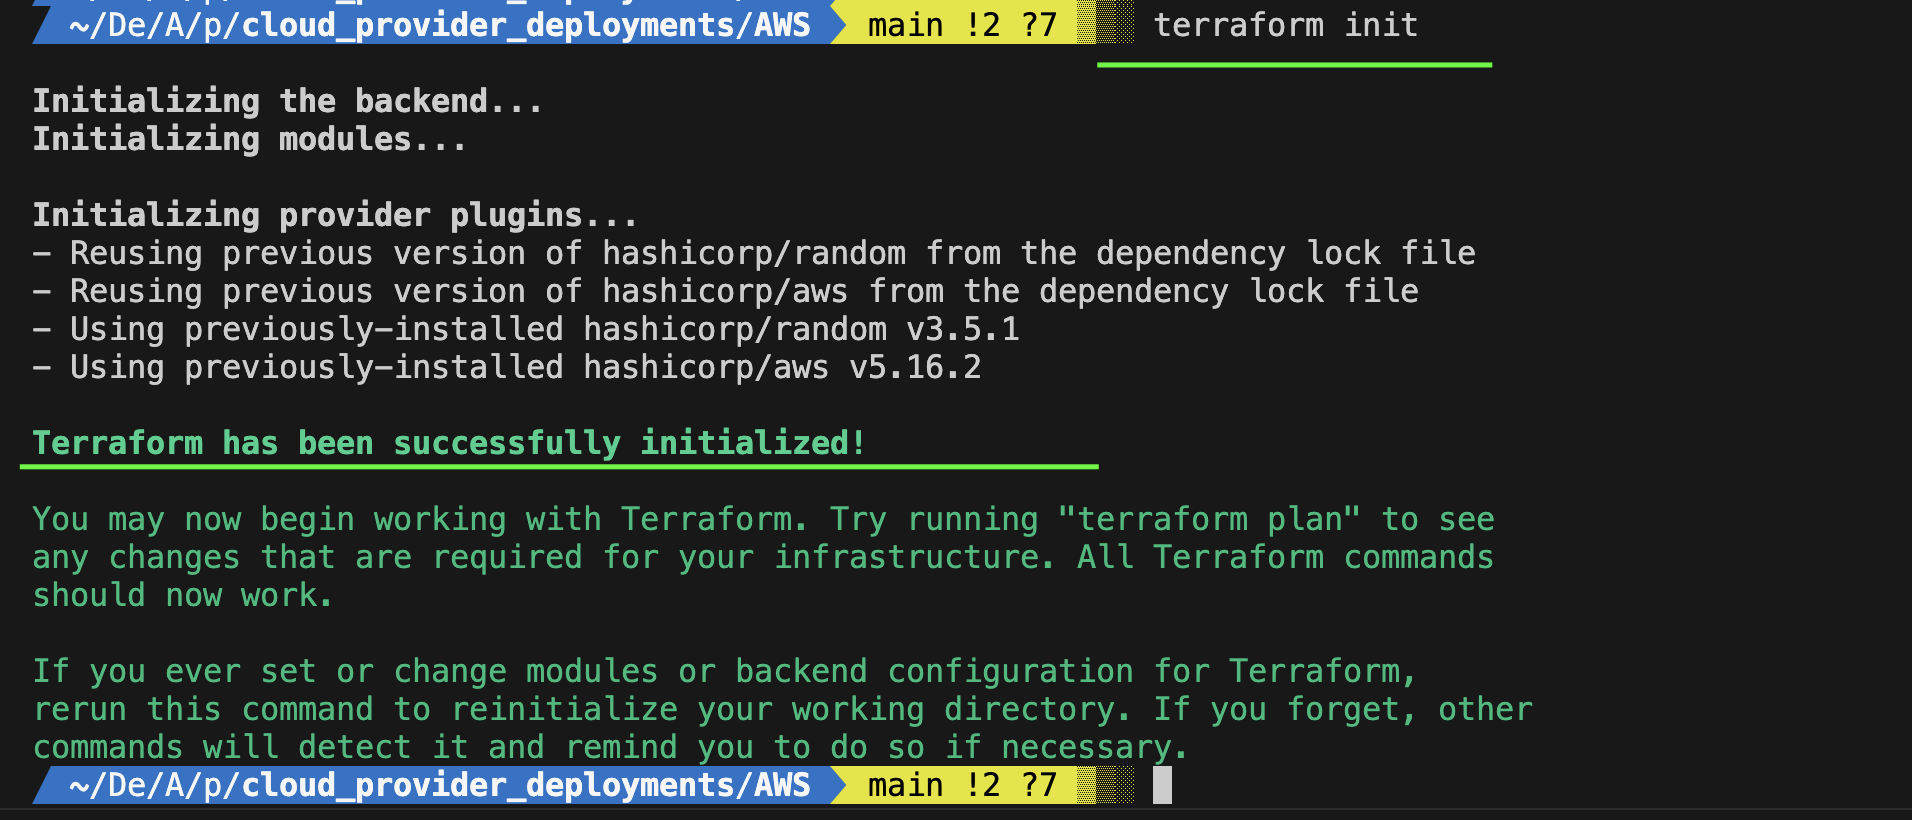 ~/De/A/p/cloud_provider_deployments/AWS main !2 ?7 terraform init
Initializing the backend...
Initializing modules...
Initializing provider plugins...
- Reusing previous version of hashicorp/random from the dependency lock file
- Reusing previous version of hashicorp/aws from the dependency lock file
- Using previously-installed hashicorp/random v3.5.1
- Using previously-installed hashicorp/aws v5.16.2
Terraform has been successfully initialized!
You may now begin working with Terraform. Try running "terraform plan" to see
any changes that are required for your infrastructure. All Terraform commands
should now work.
If you ever set or change modules or backend configuration for Terraform,
rerun this command to reinitialize your working directory. If you forget, other
commands will detect it and remind you to do so if necessary.
~/De/A/p/cloud_provider_deployments/AWS main !2 ?7